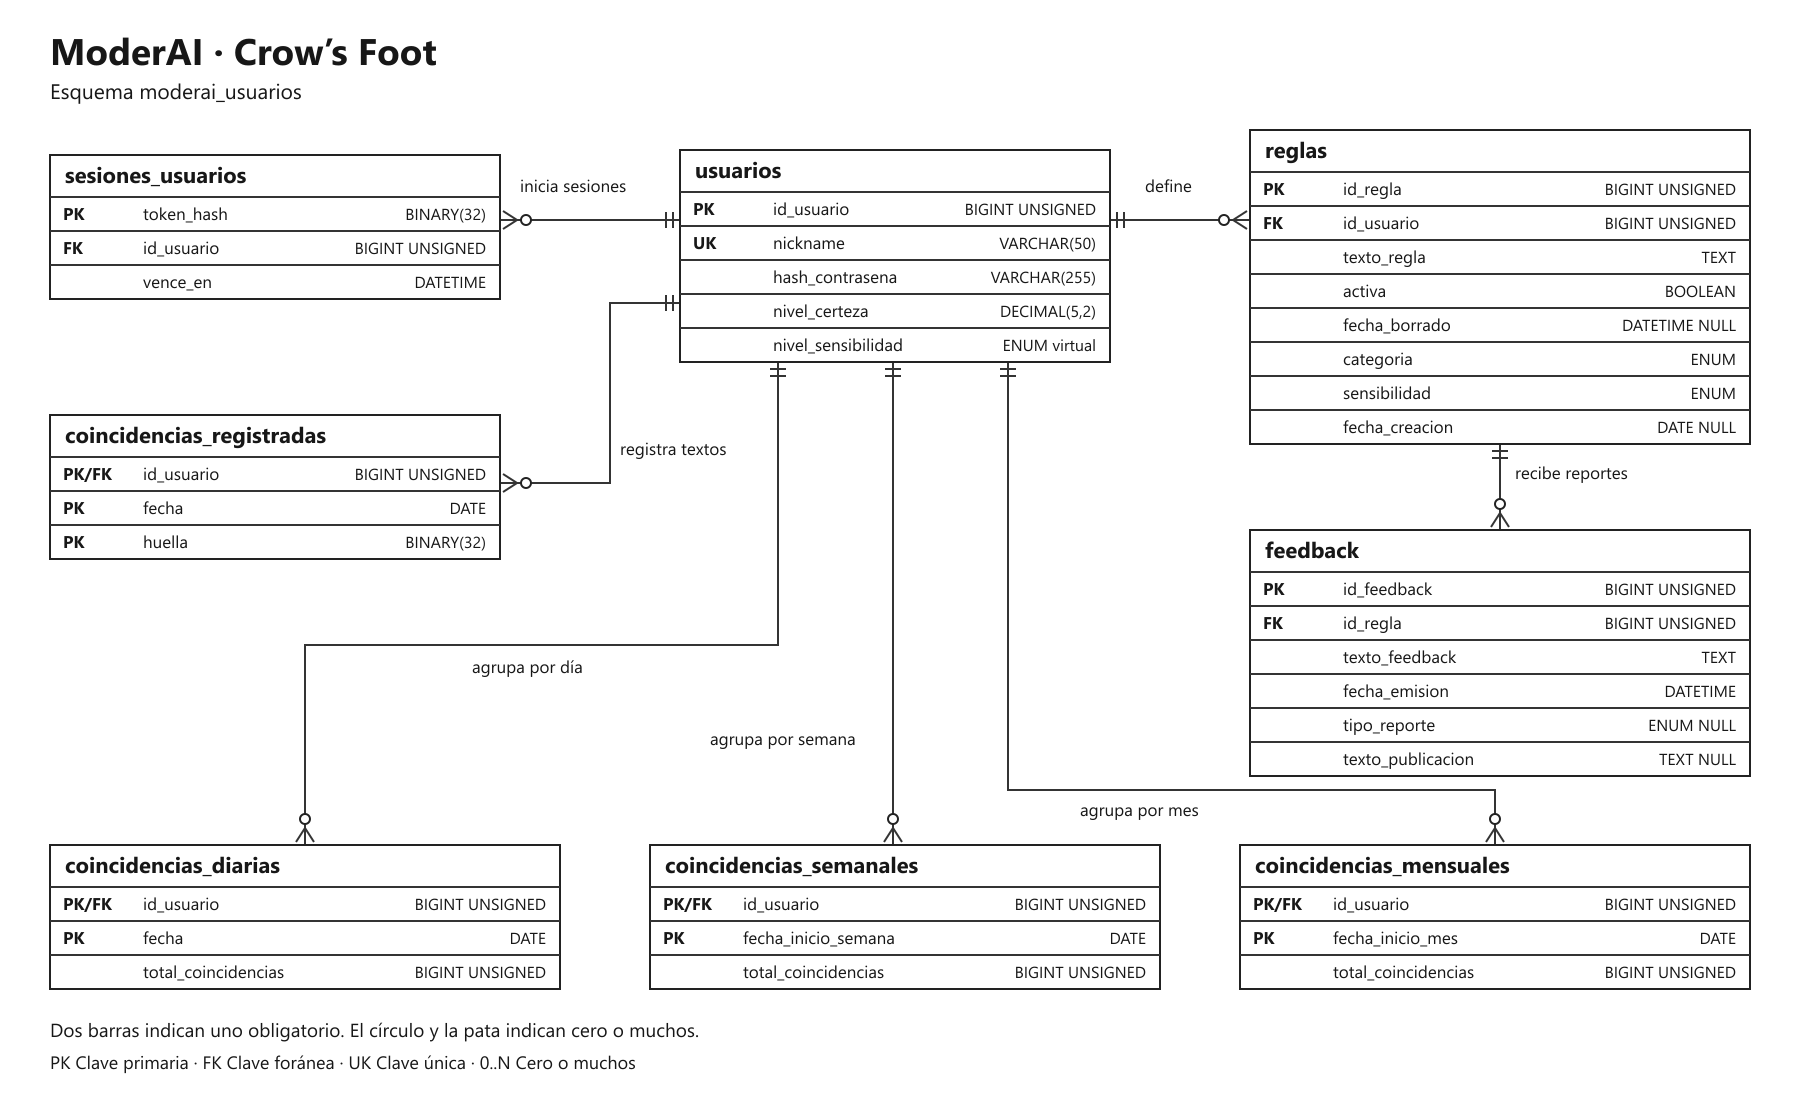 ModerAI · Crow’s Foot
Esquema moderai_usuarios
sesiones_usuarios
PK token_hash BINARY(32)
FK id_usuario BIGINT UNSIGNED
vence_en DATETIME
inicia sesiones
usuarios
PK id_usuario BIGINT UNSIGNED
UK nickname VARCHAR(50)
hash_contrasena VARCHAR(255)
nivel_certeza DECIMAL(5,2)
nivel_sensibilidad ENUM virtual
define
reglas
PK id_regla BIGINT UNSIGNED
FK id_usuario BIGINT UNSIGNED
texto_regla TEXT
activa BOOLEAN
fecha_borrado DATETIME NULL
categoria ENUM
sensibilidad ENUM
fecha_creacion DATE NULL
coincidencias_registradas
PK/FK id_usuario BIGINT UNSIGNED
PK fecha DATE
PK huella BINARY(32)
registra textos
recibe reportes
feedback
PK id_feedback BIGINT UNSIGNED
FK id_regla BIGINT UNSIGNED
texto_feedback TEXT
fecha_emision DATETIME
tipo_reporte ENUM NULL
texto_publicacion TEXT NULL
agrupa por día
agrupa por semana
agrupa por mes
coincidencias_diarias
PK/FK id_usuario BIGINT UNSIGNED
PK fecha DATE
total_coincidencias BIGINT UNSIGNED
coincidencias_semanales
PK/FK id_usuario BIGINT UNSIGNED
PK fecha_inicio_semana DATE
total_coincidencias BIGINT UNSIGNED
coincidencias_mensuales
PK/FK id_usuario BIGINT UNSIGNED
PK fecha_inicio_mes DATE
total_coincidencias BIGINT UNSIGNED
Dos barras indican uno obligatorio. El círculo y la pata indican cero o muchos.
PK Clave primaria · FK Clave foránea · UK Clave única · 0..N Cero o muchos